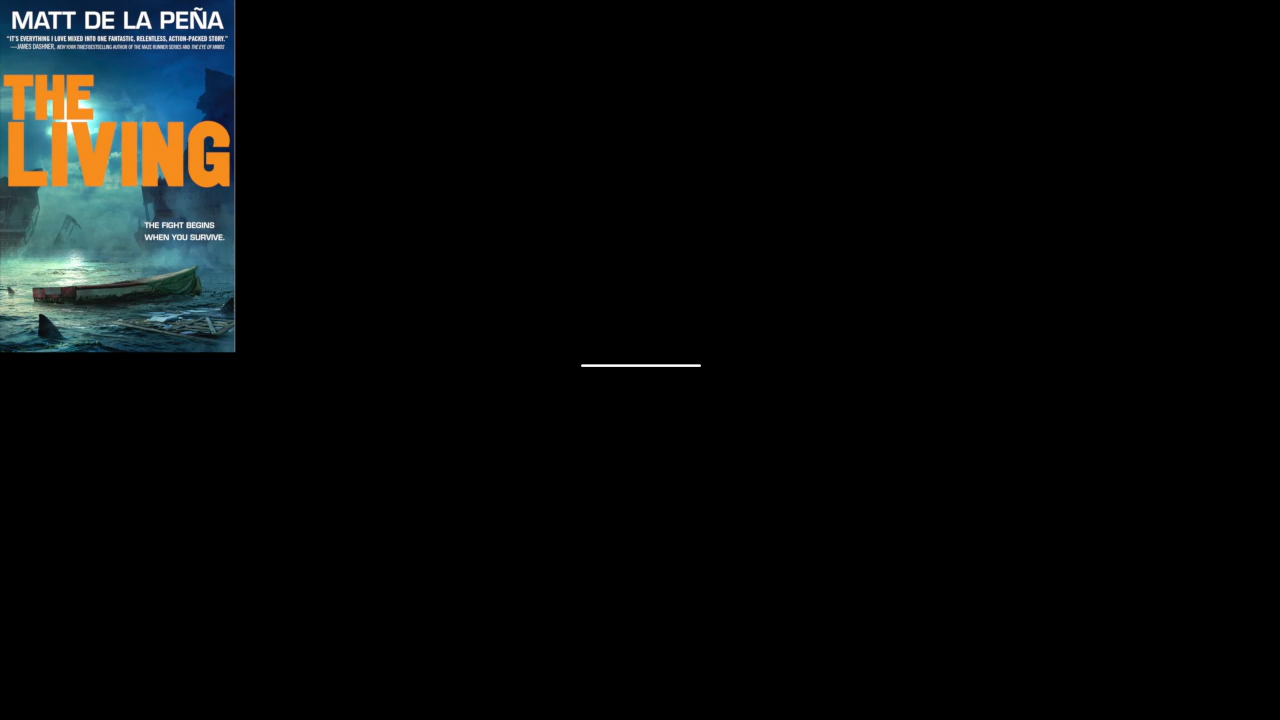 MATT DE LA PEÑA
"IT'S EVERYTHING I LOVE MIXED INTO ONE FANTASTIC, RELENTLESS, ACTION-PACKED STORY."
—JAMES DASHNER, NEW YORK TIMES BESTSELLING AUTHOR OF THE MAZE RUNNER SERIES AND THE EYE OF MINDS
THE
LIVING
THE FIGHT BEGINS
WHEN YOU SURVIVE.